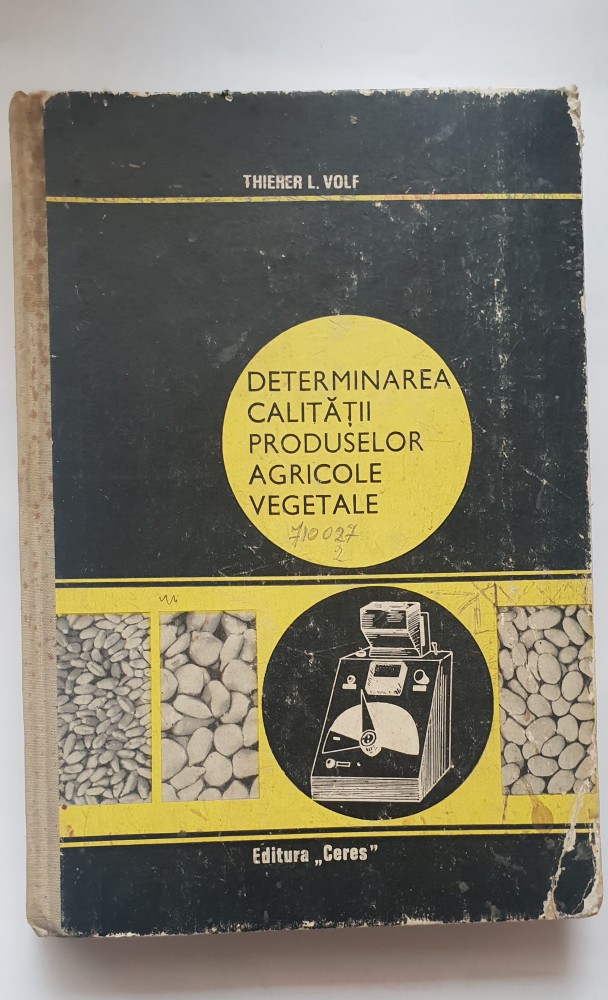 THIERER L. VOLF
DETERMINAREA
CALITĂȚII
PRODUSELOR
AGRICOLE
VEGETALE
710027
2
Editura „Ceres”